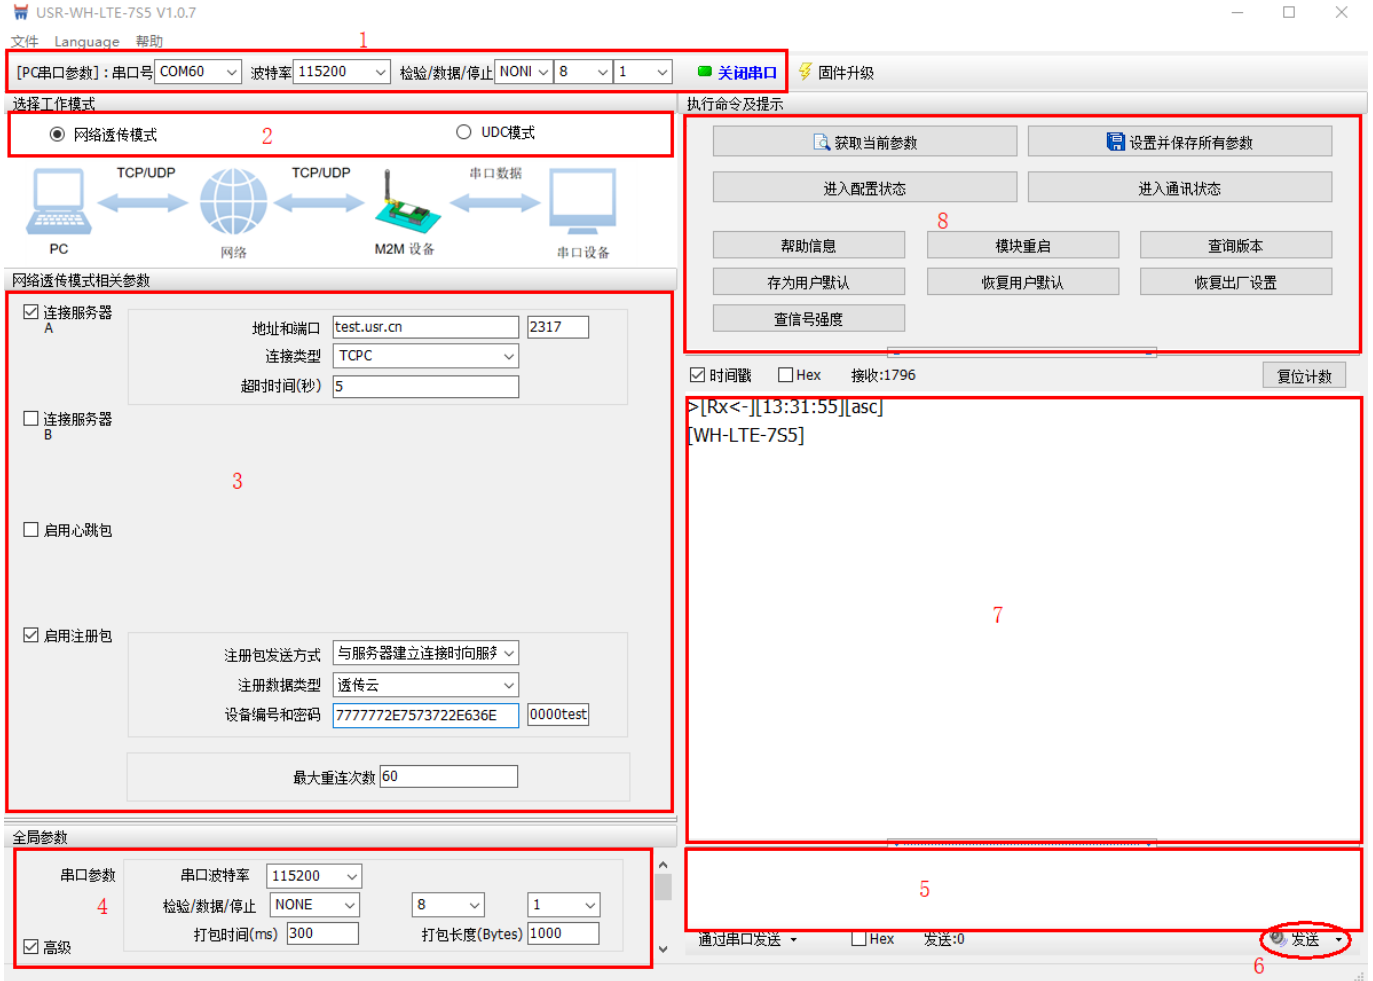 USR-WH-LTE-7S5 V1.0.7
文件 Language 帮助
1
[PC串口参数]：串口号 COM60 波特率 115200 检验/数据/停止 NONI 8 1 关闭串口 固件升级
选择工作模式
网络透传模式 2 UDC模式
TCP/UDP TCP/UDP 串口数据
PC 网络 M2M 设备 串口设备
网络透传模式相关参数
连接服务器
A
地址和端口 test.usr.cn 2317
连接类型 TCPC
超时时间(秒) 5
连接服务器
B
3
启用心跳包
启用注册包
注册包发送方式 与服务器建立连接时向服务
注册数据类型 透传云
设备编号和密码 7777772E7573722E636E 0000test
最大重连次数 60
全局参数
串口参数 串口波特率 115200
4 检验/数据/停止 NONE 8 1
打包时间(ms) 300 打包长度(Bytes) 1000
高级
执行命令及提示
获取当前参数 设置并保存所有参数
进入配置状态 进入通讯状态
8
帮助信息 模块重启 查询版本
存为用户默认 恢复用户默认 恢复出厂设置
查信号强度
时间戳 Hex 接收:1796 复位计数
>[Rx<-][13:31:55][asc]
[WH-LTE-7S5]
7
5
通过串口发送 Hex 发送:0 发送
6